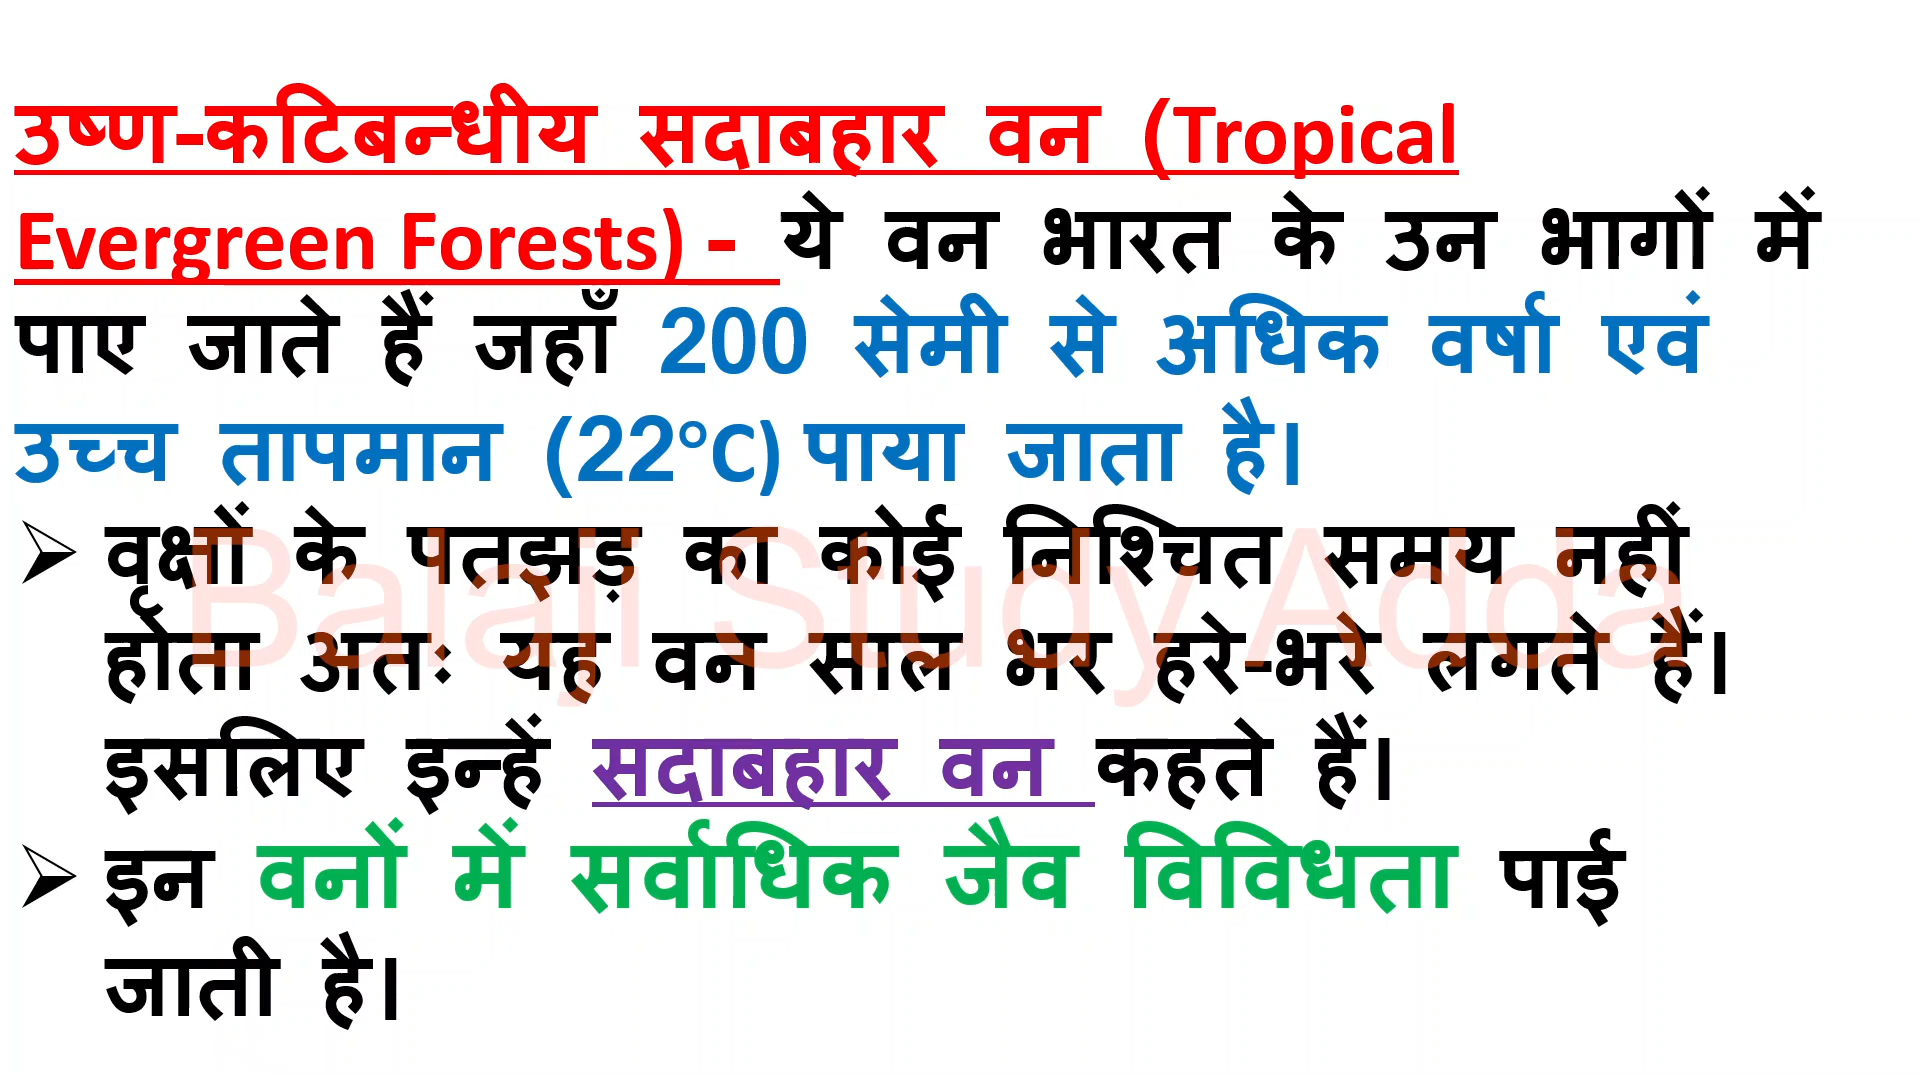 उष्ण-कटिबन्धीय सदाबहार वन (Tropical
Evergreen Forests) - ये वन भारत के उन भागों में
पाए जाते हैं जहाँ 200 सेमी से अधिक वर्षा एवं
उच्च तापमान (22°C) पाया जाता है।
➢ वृक्षों के पतझड़ का कोई निश्चित समय नहीं
होता अतः यह वन साल भर हरे-भरे लगते हैं।
इसलिए इन्हें सदाबहार वन कहते हैं।
➢ इन वनों में सर्वाधिक जैव विविधता पाई
जाती है।
Balaji Study Adda